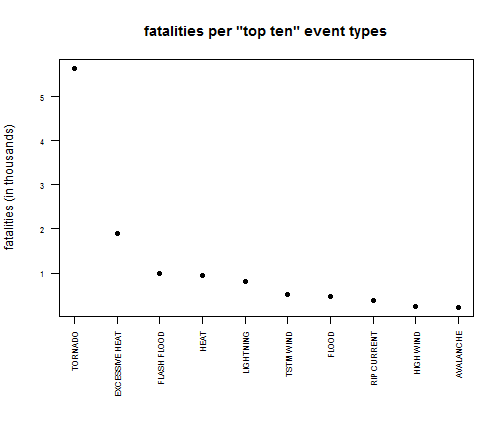 fatalities per "top ten" event types
fatalities (in thousands)
5
4
3
2
1
TORNADO
EXCESSIVE HEAT
FLASH FLOOD
HEAT
LIGHTNING
TSTM WIND
FLOOD
RIP CURRENT
HIGH WIND
AVALANCHE